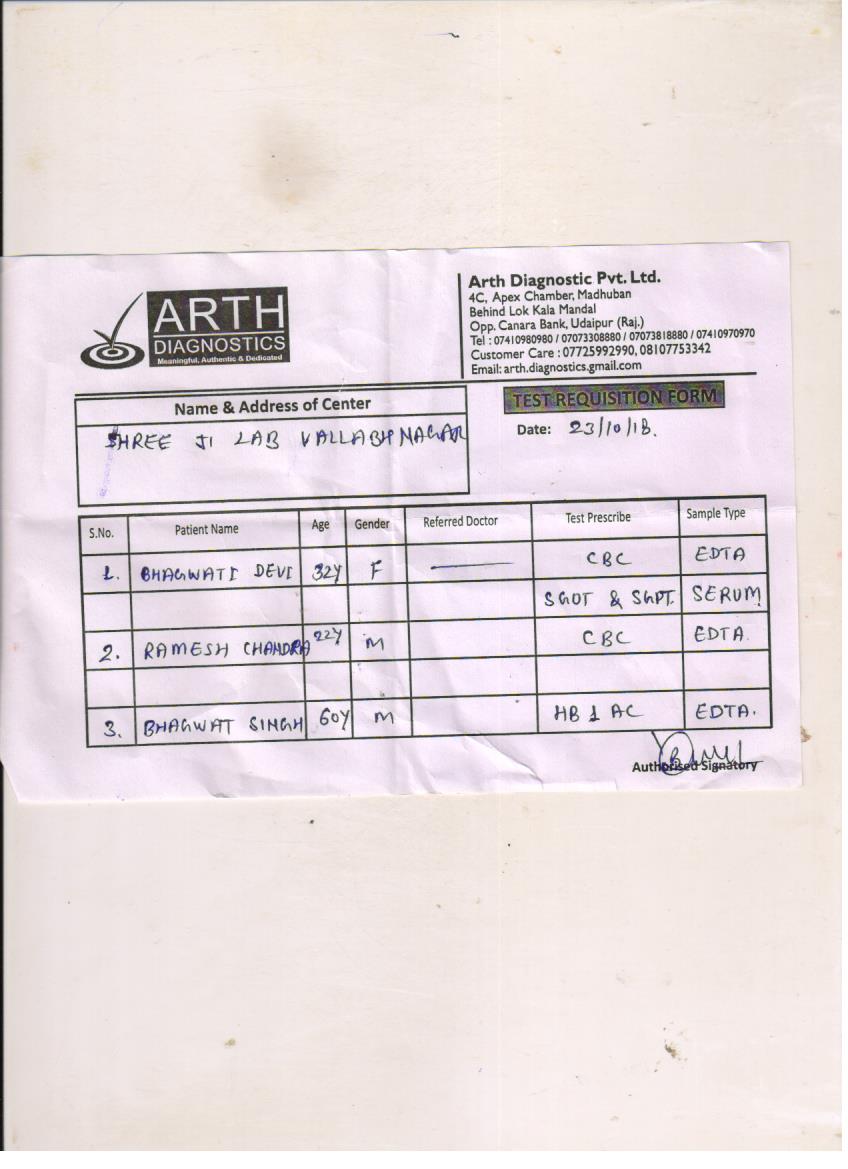 ARTH
DIAGNOSTICS
Meaningful, Authentic & Dedicated
Arth Diagnostic Pvt. Ltd.
4C, Apex Chamber, Madhuban
Behind Lok Kala Mandal
Opp. Canara Bank, Udaipur (Raj.)
Tel : 07410980980 / 07073308880 / 07073818880 / 07410970970
Customer Care : 07725992990, 08107753342
Email: arth.diagnostics.gmail.com
Name & Address of Center
SHREE JI LAB VALLABHNAGAR
TEST REQUISITION FORM
Date: 23/10/18.
S.No. Patient Name Age Gender Referred Doctor Test Prescribe Sample Type
1. BHAGWATI DEVI 32Y F CBC EDTA
SGOT & SGPT. SERUM
2. RAMESH CHANDRA 22Y M CBC EDTA.
3. BHAGWAT SINGH 60Y M HB 1 AC EDTA.
Authorised Signatory